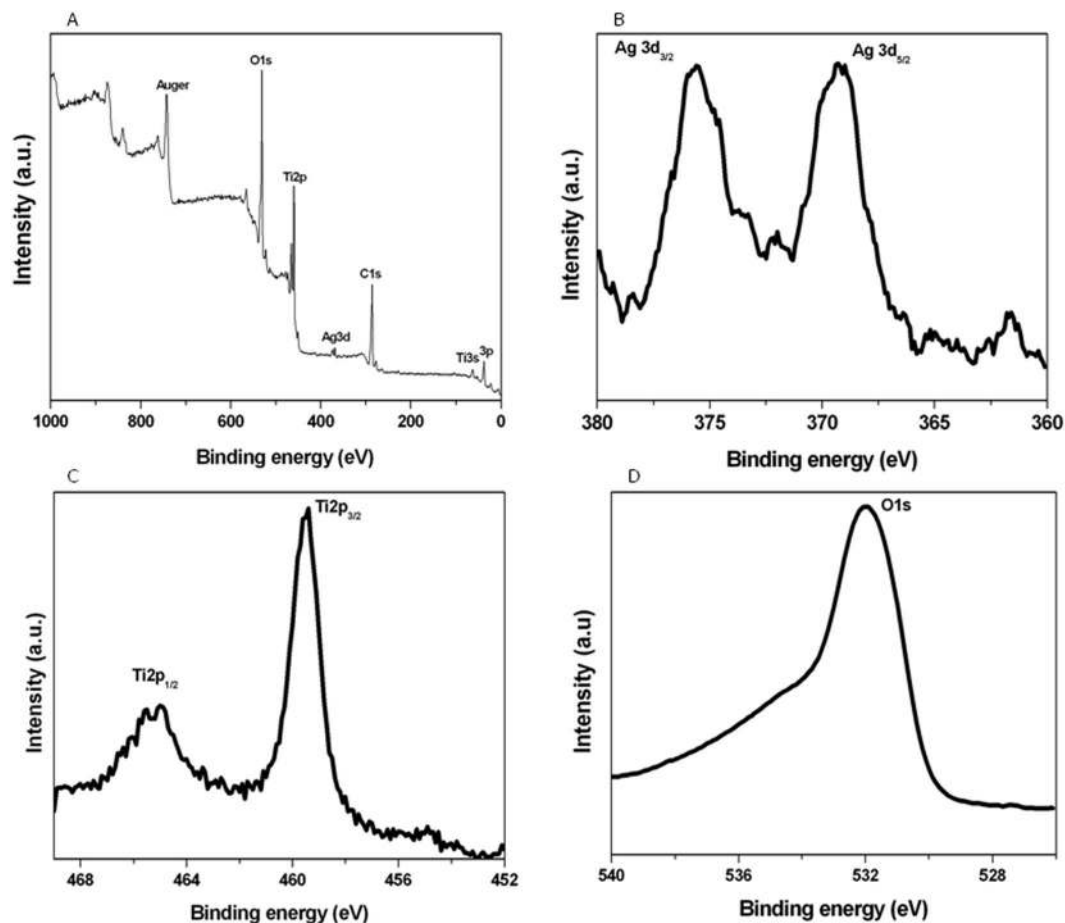 A
O1s
Auger
Ti2p
C1s
Ag3d
Ti3s 3p
Intensity (a.u.)
1000 800 600 400 200 0
Binding energy (eV)
B
Ag 3d3/2 Ag 3d5/2
Intensity (a.u.)
380 375 370 365 360
Binding energy (eV)
C
Ti2p3/2
Ti2p1/2
Intensity (a.u.)
468 464 460 456 452
Binding energy (eV)
D
O1s
Intensity (a.u)
540 536 532 528
Binding energy (eV)